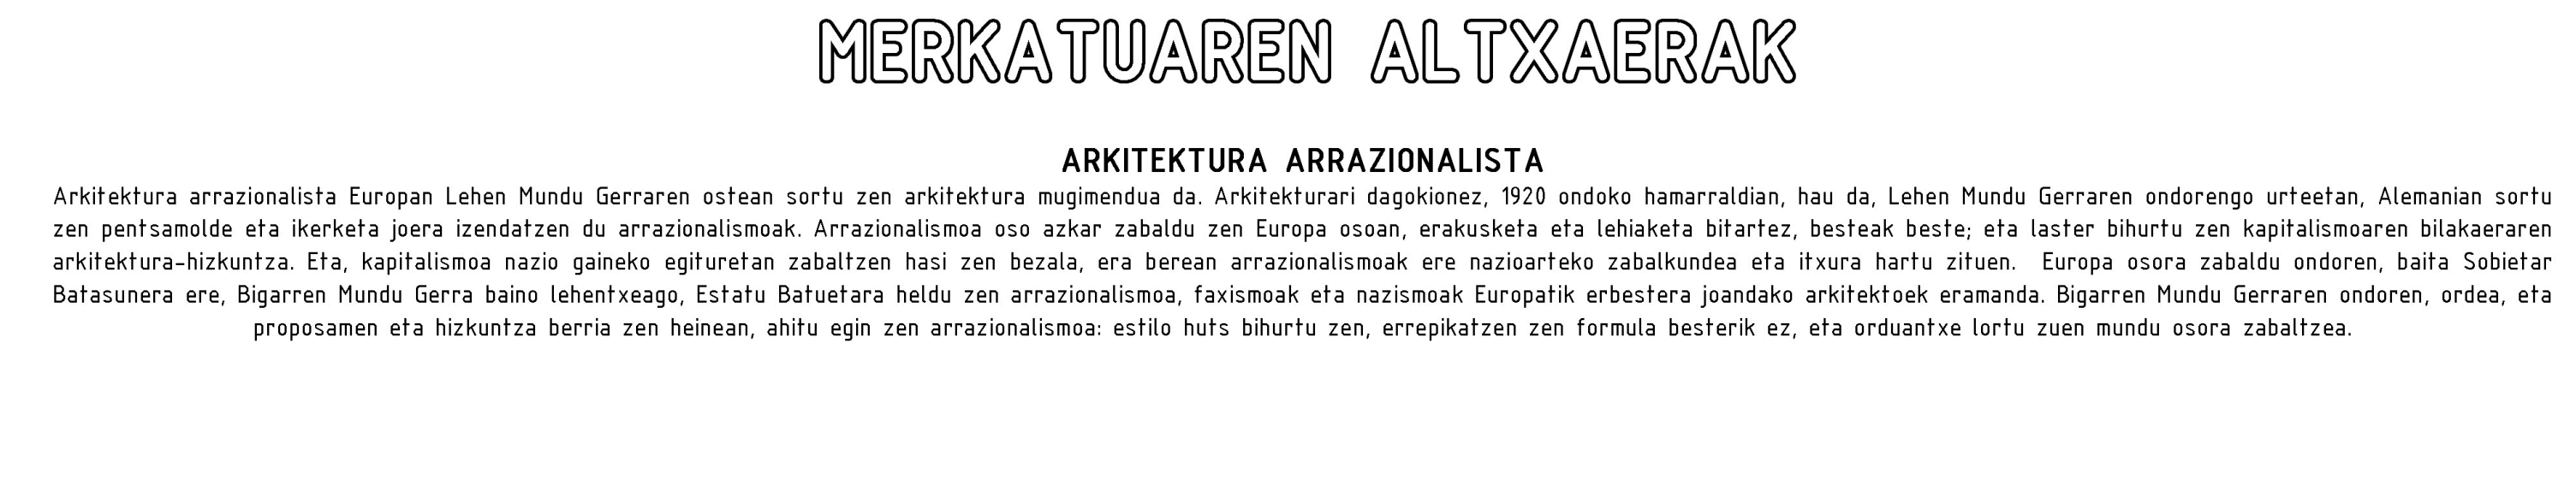 MERKATUAREN ALTXAERAK
ARKITEKTURA ARRAZIONALISTA
Arkitektura arrazionalista Europan Lehen Mundu Gerraren ostean sortu zen arkitektura mugimendua da. Arkitekturari dagokionez, 1920 ondoko hamarraldian, hau da, Lehen Mundu Gerraren ondorengo urteetan, Alemanian sortu
zen pentsamolde eta ikerketa joera izendatzen du arrazionalismoak. Arrazionalismoa oso azkar zabaldu zen Europa osoan, erakusketa eta lehiaketa bitartez, besteak beste; eta laster bihurtu zen kapitalismoaren bilakaeraren
arkitektura-hizkuntza. Eta, kapitalismoa nazio gaineko egituretan zabaltzen hasi zen bezala, era berean arrazionalismoak ere nazioarteko zabalkundea eta itxura hartu zituen. Europa osora zabaldu ondoren, baita Sobietar
Batasunera ere, Bigarren Mundu Gerra baino lehentxeago, Estatu Batuetara heldu zen arrazionalismoa, faxismoak eta nazismoak Europatik erbestera joandako arkitektoek eramanda. Bigarren Mundu Gerraren ondoren, ordea, eta
proposamen eta hizkuntza berria zen heinean, ahitu egin zen arrazionalismoa: estilo huts bihurtu zen, errepikatzen zen formula besterik ez, eta orduantxe lortu zuen mundu osora zabaltzea.